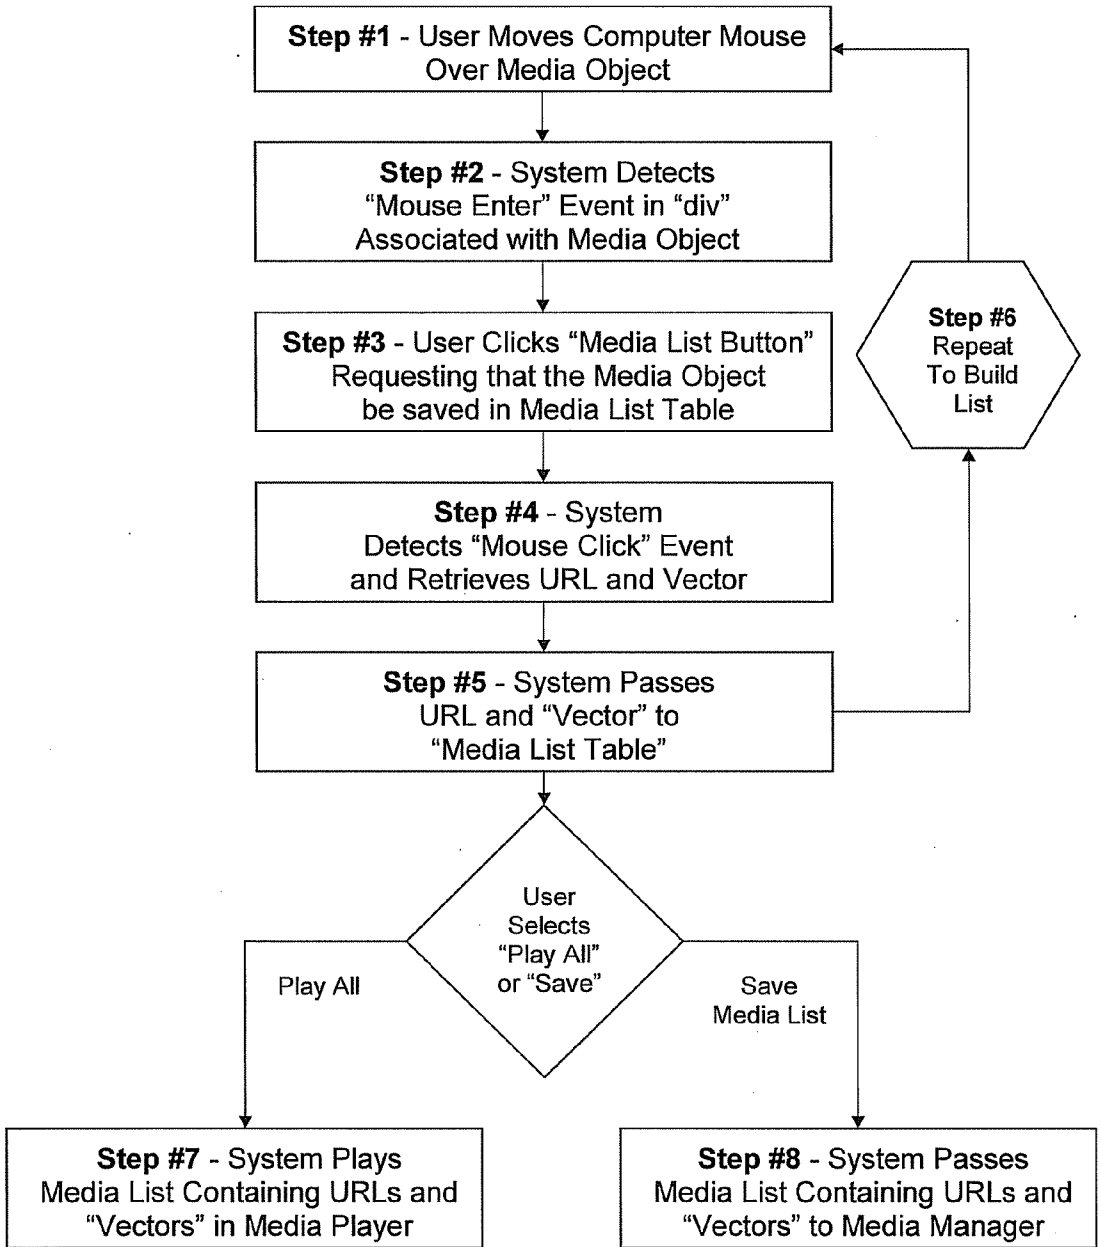 Step #1 - User Moves Computer Mouse
Over Media Object
Step #2 - System Detects
“Mouse Enter” Event in “div”
Associated with Media Object
Step #3 - User Clicks “Media List Button”
Requesting that the Media Object
be saved in Media List Table
Step #4 - System
Detects “Mouse Click” Event
and Retrieves URL and Vector
Step #5 - System Passes
URL and “Vector” to
“Media List Table”
Step #6
Repeat
To Build
List
User
Selects
“Play All”
or “Save”
Play All
Save
Media List
Step #7 - System Plays
Media List Containing URLs and
“Vectors” in Media Player
Step #8 - System Passes
Media List Containing URLs and
“Vectors” to Media Manager